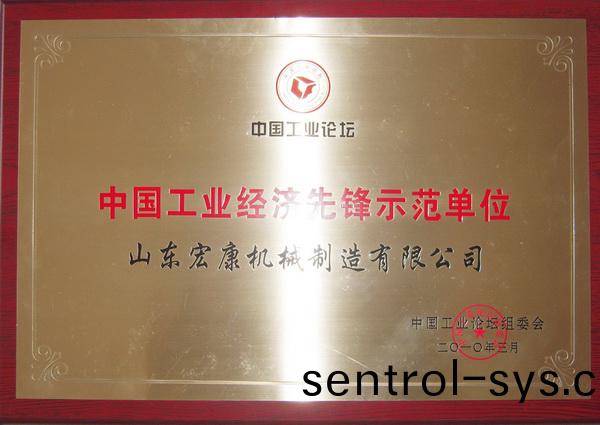 中国工业论坛
中国工业经济先锋示范单位
山东宏康机械制造有限公司
中国工业论坛组委会
二〇一〇年三月
sentrol-sys.c